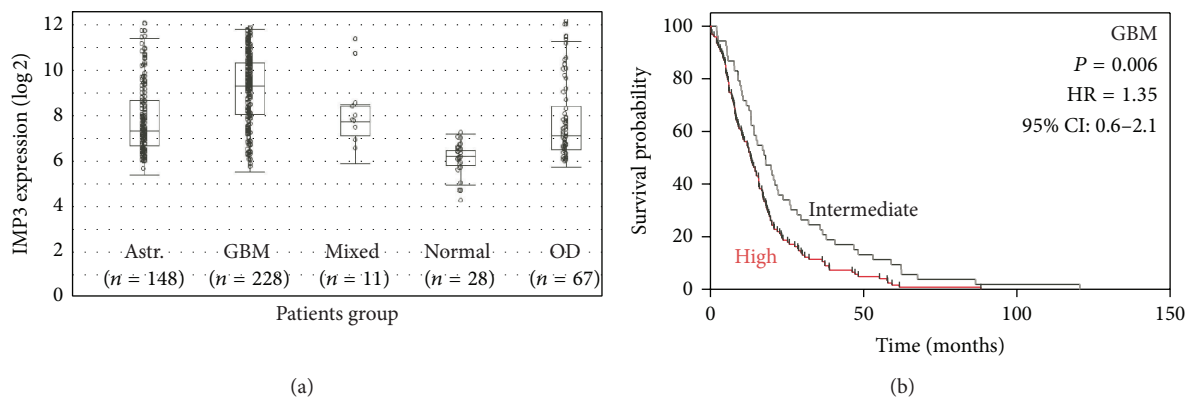 12
10
8
6
4
2
0
IMP3 expression (log 2)
Astr.
(n = 148)
GBM
(n = 228)
Mixed
(n = 11)
Normal
(n = 28)
OD
(n = 67)
Patients group
(a)
100
80
60
40
20
0
Survival probability
GBM
P = 0.006
HR = 1.35
95% CI: 0.6–2.1
Intermediate
High
0
50
100
150
Time (months)
(b)